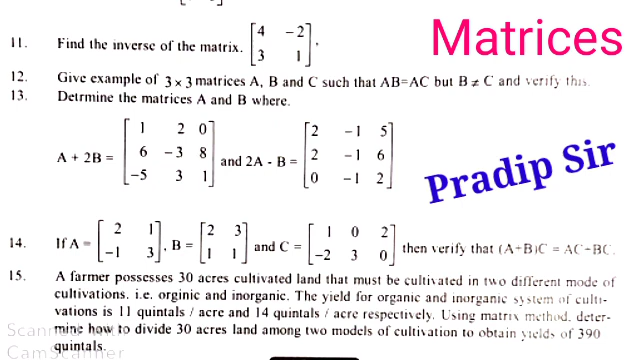 Matrices
11. Find the inverse of the matrix. [4 -2]
[3 1] .
12. Give example of 3 × 3 matrices A, B and C such that AB=AC but B ≠ C and verify this.
13. Detrmine the matrices A and B where.
[1 2 0] [2 -1 5]
A + 2B = [6 -3 8] and 2A - B = [2 -1 6]
[-5 3 1] [0 -1 2]
Pradip Sir
14. If A = [2 1], B = [2 3] and C = [1 0 2] then verify that (A+B)C = AC+BC.
[-1 3] [1 1] [-2 3 0]
15. A farmer possesses 30 acres cultivated land that must be cultivated in two different mode of
cultivations. i.e. orginic and inorganic. The yield for organic and inorganic system of culti-
vations is 11 quintals / acre and 14 quintals / acre respectively. Using matrix method. deter-
mine how to divide 30 acres land among two models of cultivation to obtain yields of 390
quintals.
Scanned with
CamScanner